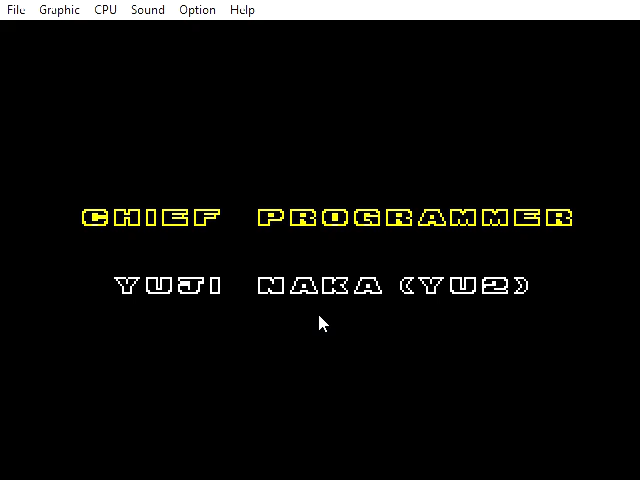 File Graphic CPU Sound Option Help
CHIEF PROGRAMMER
YUJI NAKA (YU2)